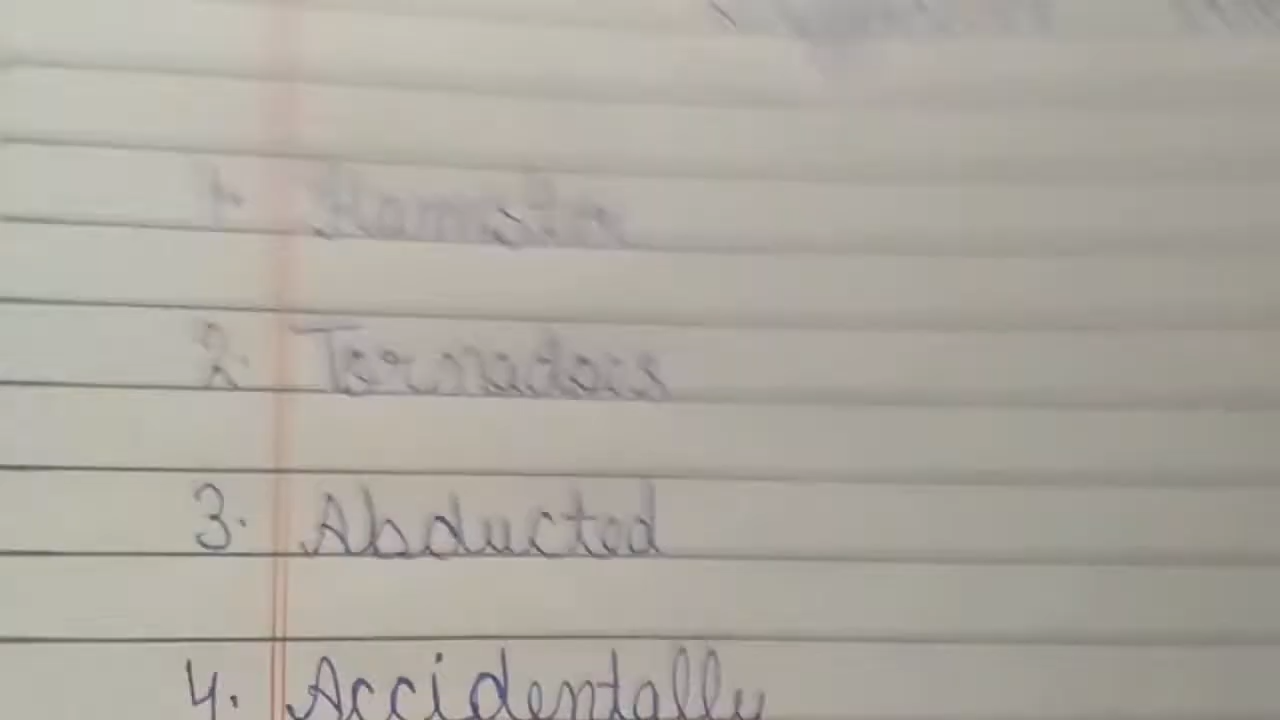 1. Hamster
2. Tornadoes
3. Abducted
4. Accidentally